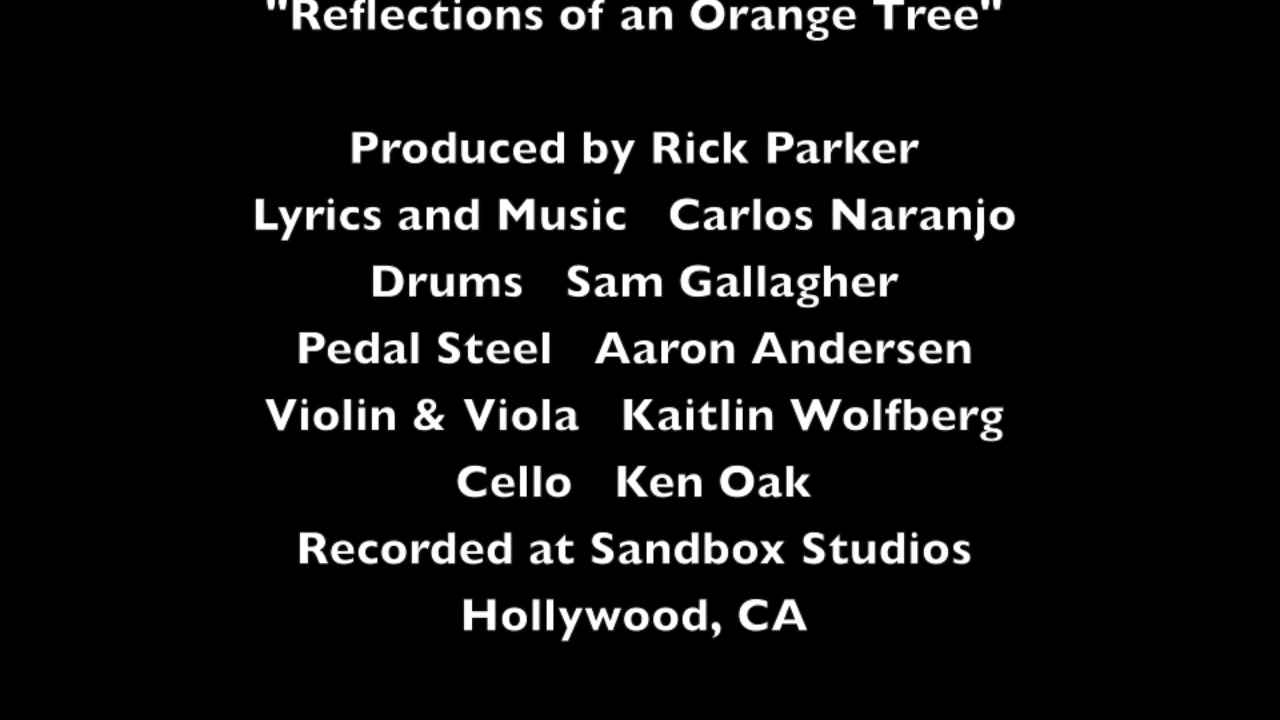 "Reflections of an Orange Tree"
Produced by Rick Parker
Lyrics and Music Carlos Naranjo
Drums Sam Gallagher
Pedal Steel Aaron Andersen
Violin & Viola Kaitlin Wolfberg
Cello Ken Oak
Recorded at Sandbox Studios
Hollywood, CA